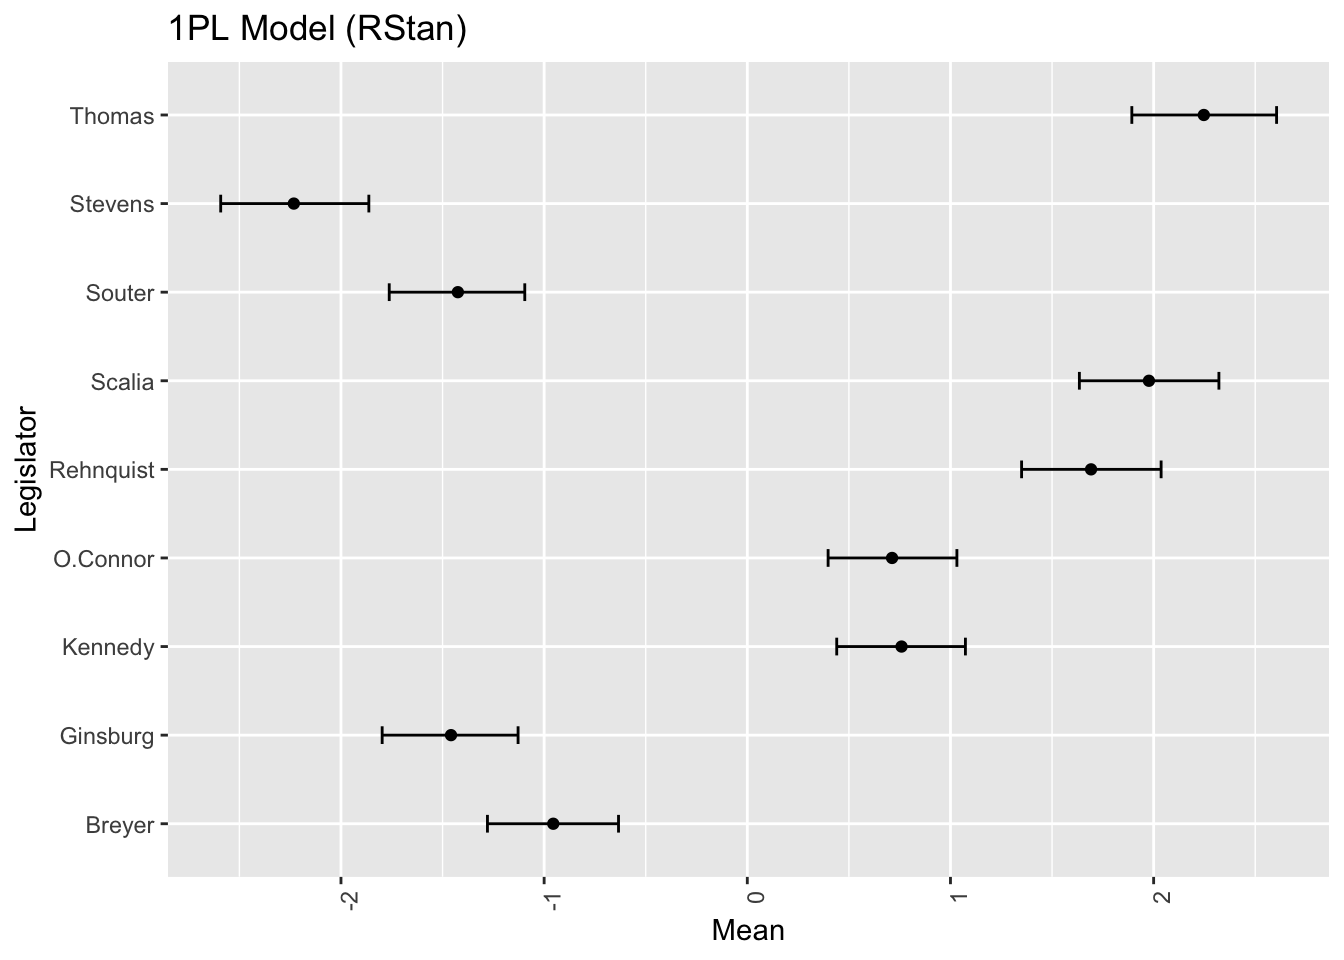 1PL Model (RStan)
Legislator
Thomas
Stevens
Souter
Scalia
Rehnquist
O.Connor
Kennedy
Ginsburg
Breyer
-2 -1 0 1 2
Mean